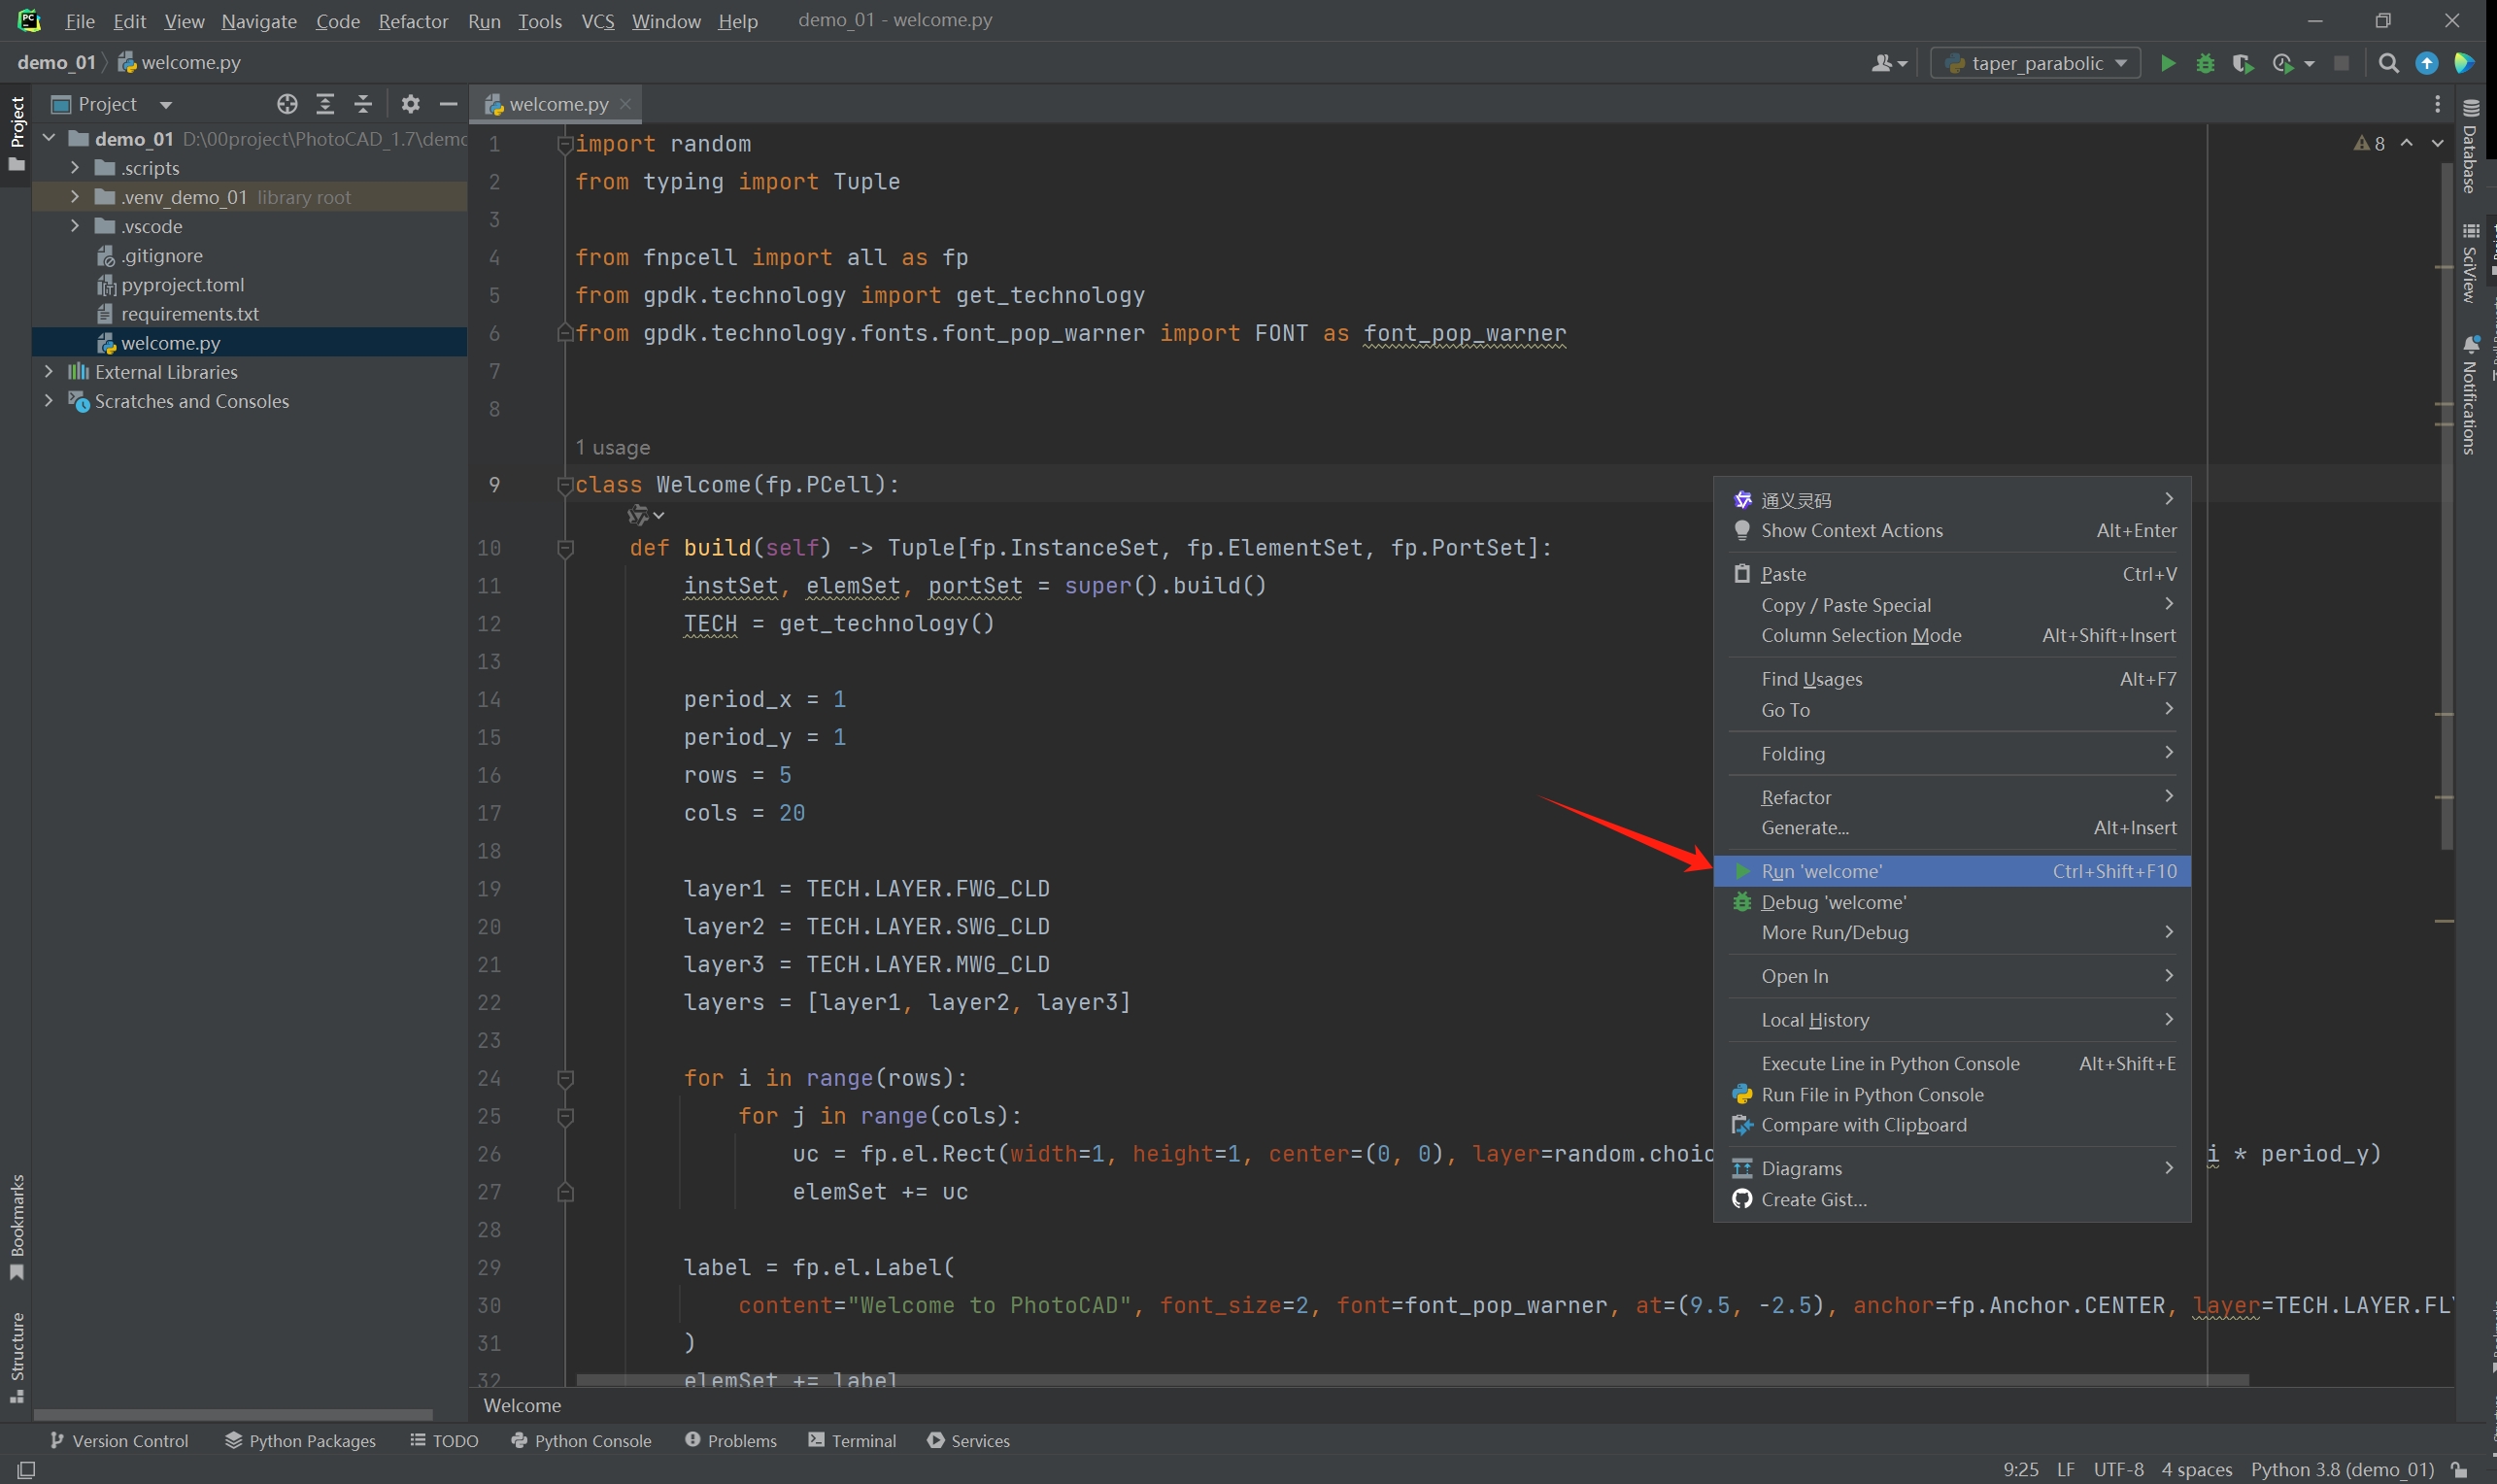 File Edit View Navigate Code Refactor Run Tools VCS Window Help demo_01 - welcome.py
demo_01 welcome.py
taper_parabolic
Project
Project
demo_01 D:\00project\PhotoCAD_1.7\demo
.scripts
.venv_demo_01 library root
.vscode
.gitignore
pyproject.toml
requirements.txt
welcome.py
External Libraries
Scratches and Consoles
Bookmarks
Structure
welcome.py
8
1 import random
2 from typing import Tuple
3
4 from fnpcell import all as fp
5 from gpdk.technology import get_technology
6 from gpdk.technology.fonts.font_pop_warner import FONT as font_pop_warner
7
8
1 usage
9 class Welcome(fp.PCell):
10 def build(self) -> Tuple[fp.InstanceSet, fp.ElementSet, fp.PortSet]:
11 instSet, elemSet, portSet = super().build()
12 TECH = get_technology()
13
14 period_x = 1
15 period_y = 1
16 rows = 5
17 cols = 20
18
19 layer1 = TECH.LAYER.FWG_CLD
20 layer2 = TECH.LAYER.SWG_CLD
21 layer3 = TECH.LAYER.MWG_CLD
22 layers = [layer1, layer2, layer3]
23
24 for i in range(rows):
25 for j in range(cols):
26 uc = fp.el.Rect(width=1, height=1, center=(0, 0), layer=random.choic i * period_y)
27 elemSet += uc
28
29 label = fp.el.Label(
30 content="Welcome to PhotoCAD", font_size=2, font=font_pop_warner, at=(9.5, -2.5), anchor=fp.Anchor.CENTER, layer=TECH.LAYER.FL
31 )
32 elemSet += label
Welcome
通义灵码
Show Context Actions Alt+Enter
Paste Ctrl+V
Copy / Paste Special
Column Selection Mode Alt+Shift+Insert
Find Usages Alt+F7
Go To
Folding
Refactor
Generate... Alt+Insert
Run 'welcome' Ctrl+Shift+F10
Debug 'welcome'
More Run/Debug
Open In
Local History
Execute Line in Python Console Alt+Shift+E
Run File in Python Console
Compare with Clipboard
Diagrams
Create Gist...
Database
SciView
Notifications
Version Control Python Packages TODO Python Console Problems Terminal Services
9:25 LF UTF-8 4 spaces Python 3.8 (demo_01)